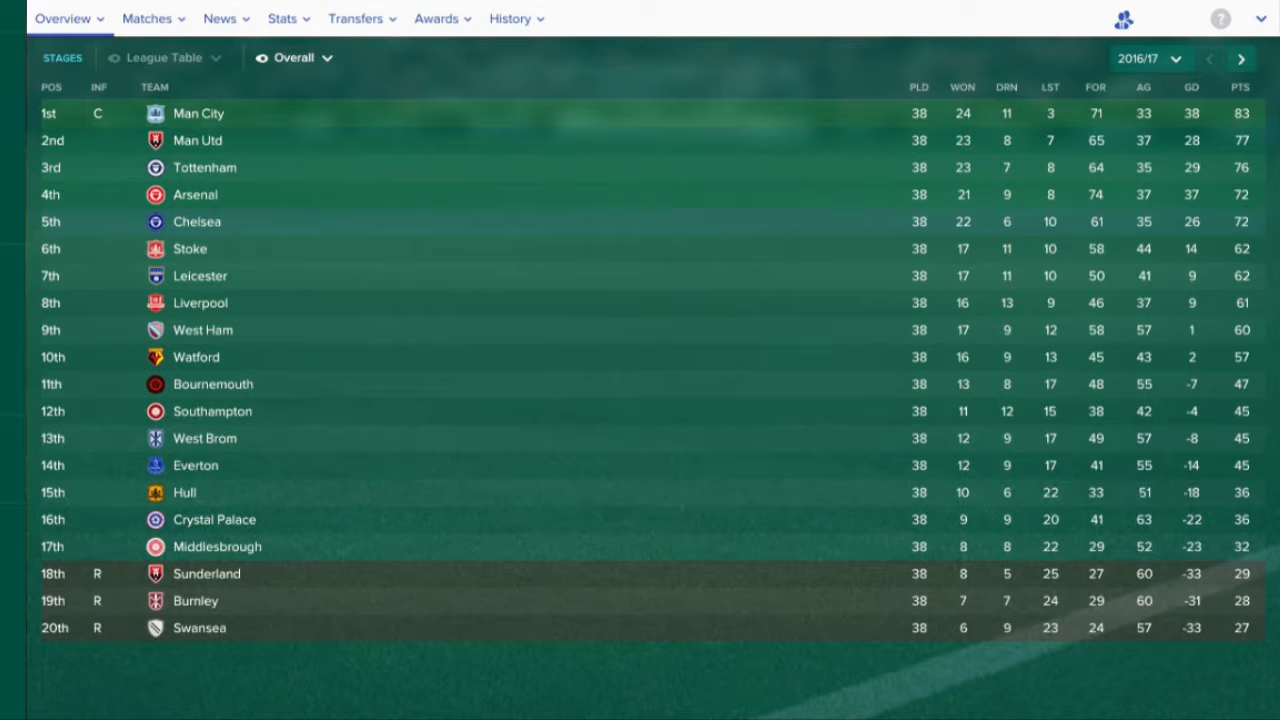 Overview Matches News Stats Transfers Awards History ?
STAGES League Table Overall 2016/17
POS INF TEAM PLD WON DRN LST FOR AG GD PTS
1st C Man City 38 24 11 3 71 33 38 83
2nd Man Utd 38 23 8 7 65 37 28 77
3rd Tottenham 38 23 7 8 64 35 29 76
4th Arsenal 38 21 9 8 74 37 37 72
5th Chelsea 38 22 6 10 61 35 26 72
6th Stoke 38 17 11 10 58 44 14 62
7th Leicester 38 17 11 10 50 41 9 62
8th Liverpool 38 16 13 9 46 37 9 61
9th West Ham 38 17 9 12 58 57 1 60
10th Watford 38 16 9 13 45 43 2 57
11th Bournemouth 38 13 8 17 48 55 -7 47
12th Southampton 38 11 12 15 38 42 -4 45
13th West Brom 38 12 9 17 49 57 -8 45
14th Everton 38 12 9 17 41 55 -14 45
15th Hull 38 10 6 22 33 51 -18 36
16th Crystal Palace 38 9 9 20 41 63 -22 36
17th Middlesbrough 38 8 8 22 29 52 -23 32
18th R Sunderland 38 8 5 25 27 60 -33 29
19th R Burnley 38 7 7 24 29 60 -31 28
20th R Swansea 38 6 9 23 24 57 -33 27